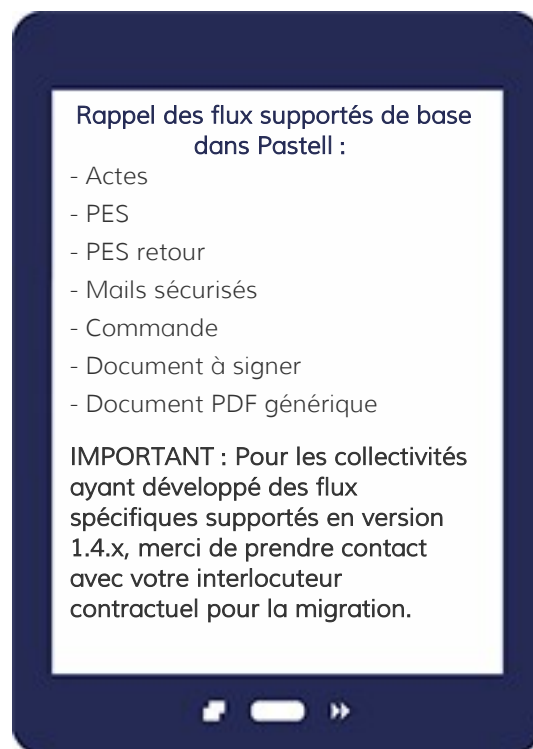 Rappel des flux supportés de base
dans Pastell :
- Actes
- PES
- PES retour
- Mails sécurisés
- Commande
- Document à signer
- Document PDF générique
IMPORTANT : Pour les collectivités
ayant développé des flux
spécifiques supportés en version
1.4.x, merci de prendre contact
avec votre interlocuteur
contractuel pour la migration.